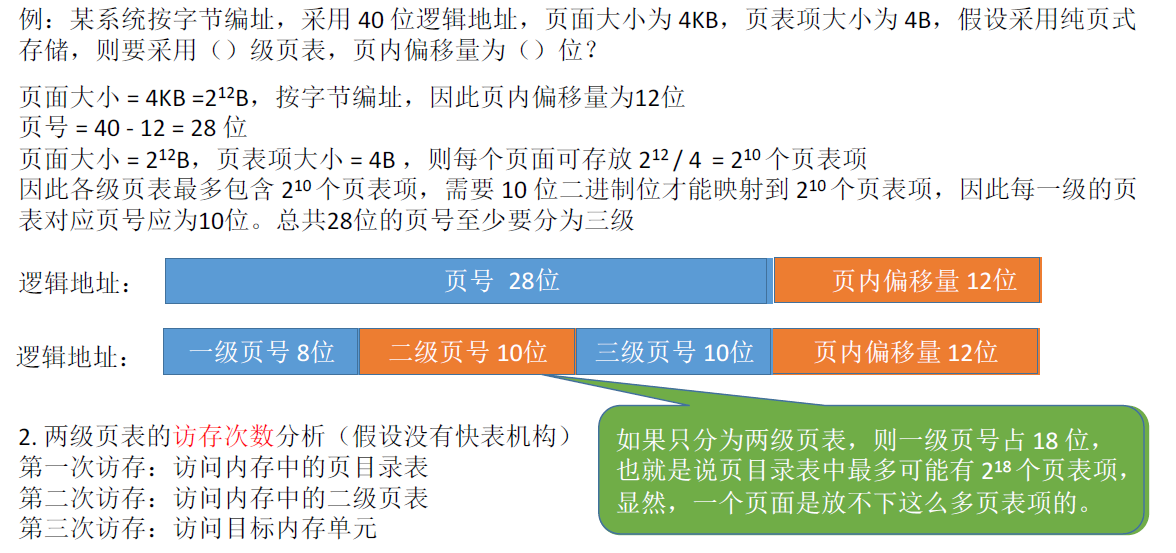 例：某系统按字节编址，采用 40 位逻辑地址，页面大小为 4KB，页表项大小为 4B，假设采用纯页式
存储，则要采用（）级页表，页内偏移量为（）位？
页面大小 = 4KB =2¹²B，按字节编址，因此页内偏移量为12位
页号 = 40 - 12 = 28 位
页面大小 = 2¹²B，页表项大小 = 4B ，则每个页面可存放 2¹² / 4 = 2¹⁰ 个页表项
因此各级页表最多包含 2¹⁰ 个页表项，需要 10 位二进制位才能映射到 2¹⁰ 个页表项，因此每一级的页
表对应页号应为10位。总共28位的页号至少要分为三级
逻辑地址： 页号 28位 页内偏移量 12位
逻辑地址： 一级页号 8位 二级页号 10位 三级页号 10位 页内偏移量 12位
2. 两级页表的访存次数分析（假设没有快表机构）
第一次访存：访问内存中的页目录表
第二次访存：访问内存中的二级页表
第三次访存：访问目标内存单元
如果只分为两级页表，则一级页号占 18 位，
也就是说页目录表中最多可能有 2¹⁸ 个页表项，
显然，一个页面是放不下这么多页表项的。